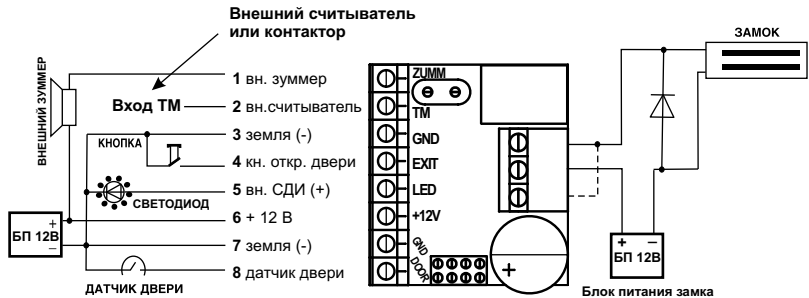 Внешний считыватель
или контактор
ВНЕШНИЙ ЗУММЕР
1 вн. зуммер
Вход ТМ
2 вн.считыватель
3 земля (-)
КНОПКА
4 кн. откр. двери
5 вн. СДИ (+)
СВЕТОДИОД
6 + 12 В
БП 12В
+
–
7 земля (-)
8 датчик двери
ДАТЧИК ДВЕРИ
ZUMM
TM
GND
EXIT
LED
+12V
GND
DOOR
+
ЗАМОК
+ –
БП 12В
Блок питания замка